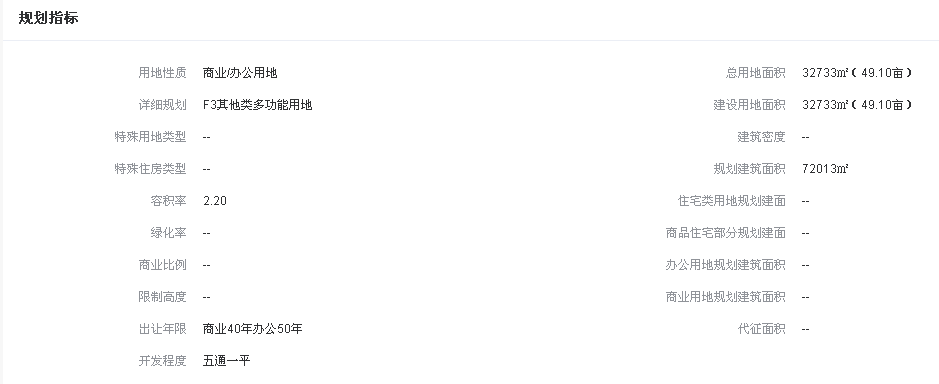 规划指标
用地性质 商业/办公用地 总用地面积 32733㎡( 49.10亩 )
详细规划 F3其他类多功能用地 建设用地面积 32733㎡( 49.10亩 )
特殊用地类型 -- 建筑密度 --
特殊住房类型 -- 规划建筑面积 72013㎡
容积率 2.20 住宅类用地规划建面 --
绿化率 -- 商品住宅部分规划建面 --
商业比例 -- 办公用地规划建筑面积 --
限制高度 -- 商业用地规划建筑面积 --
出让年限 商业40年办公50年 代征面积 --
开发程度 五通一平